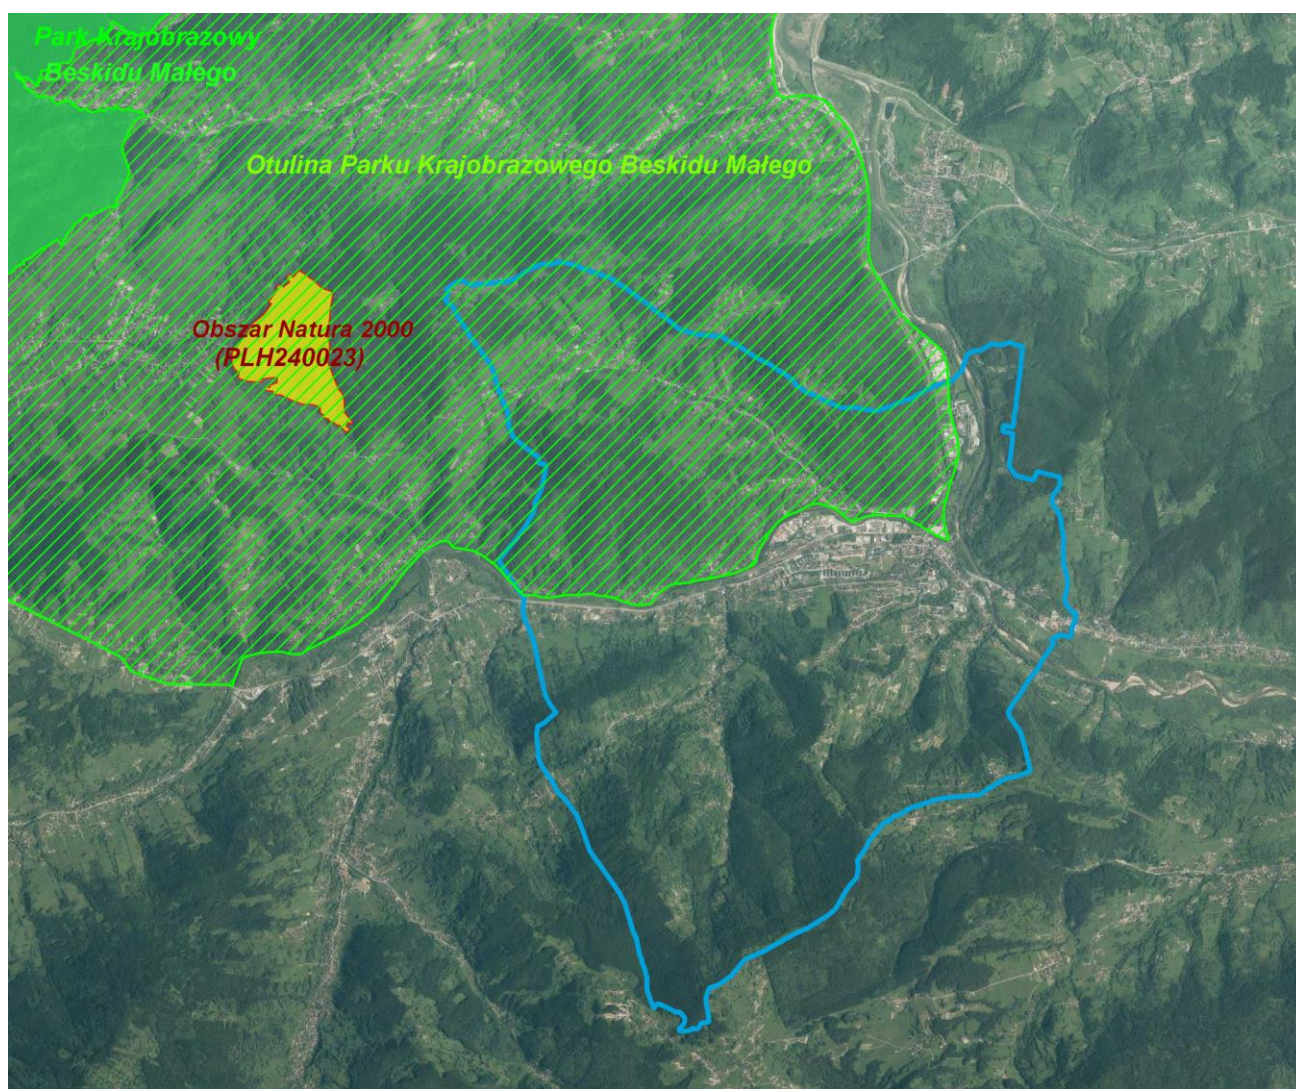 Park Krajobrazowy
Beskidu Małego
Otulina Parku Krajobrazowego Beskidu Małego
Obszar Natura 2000
(PLH240023)